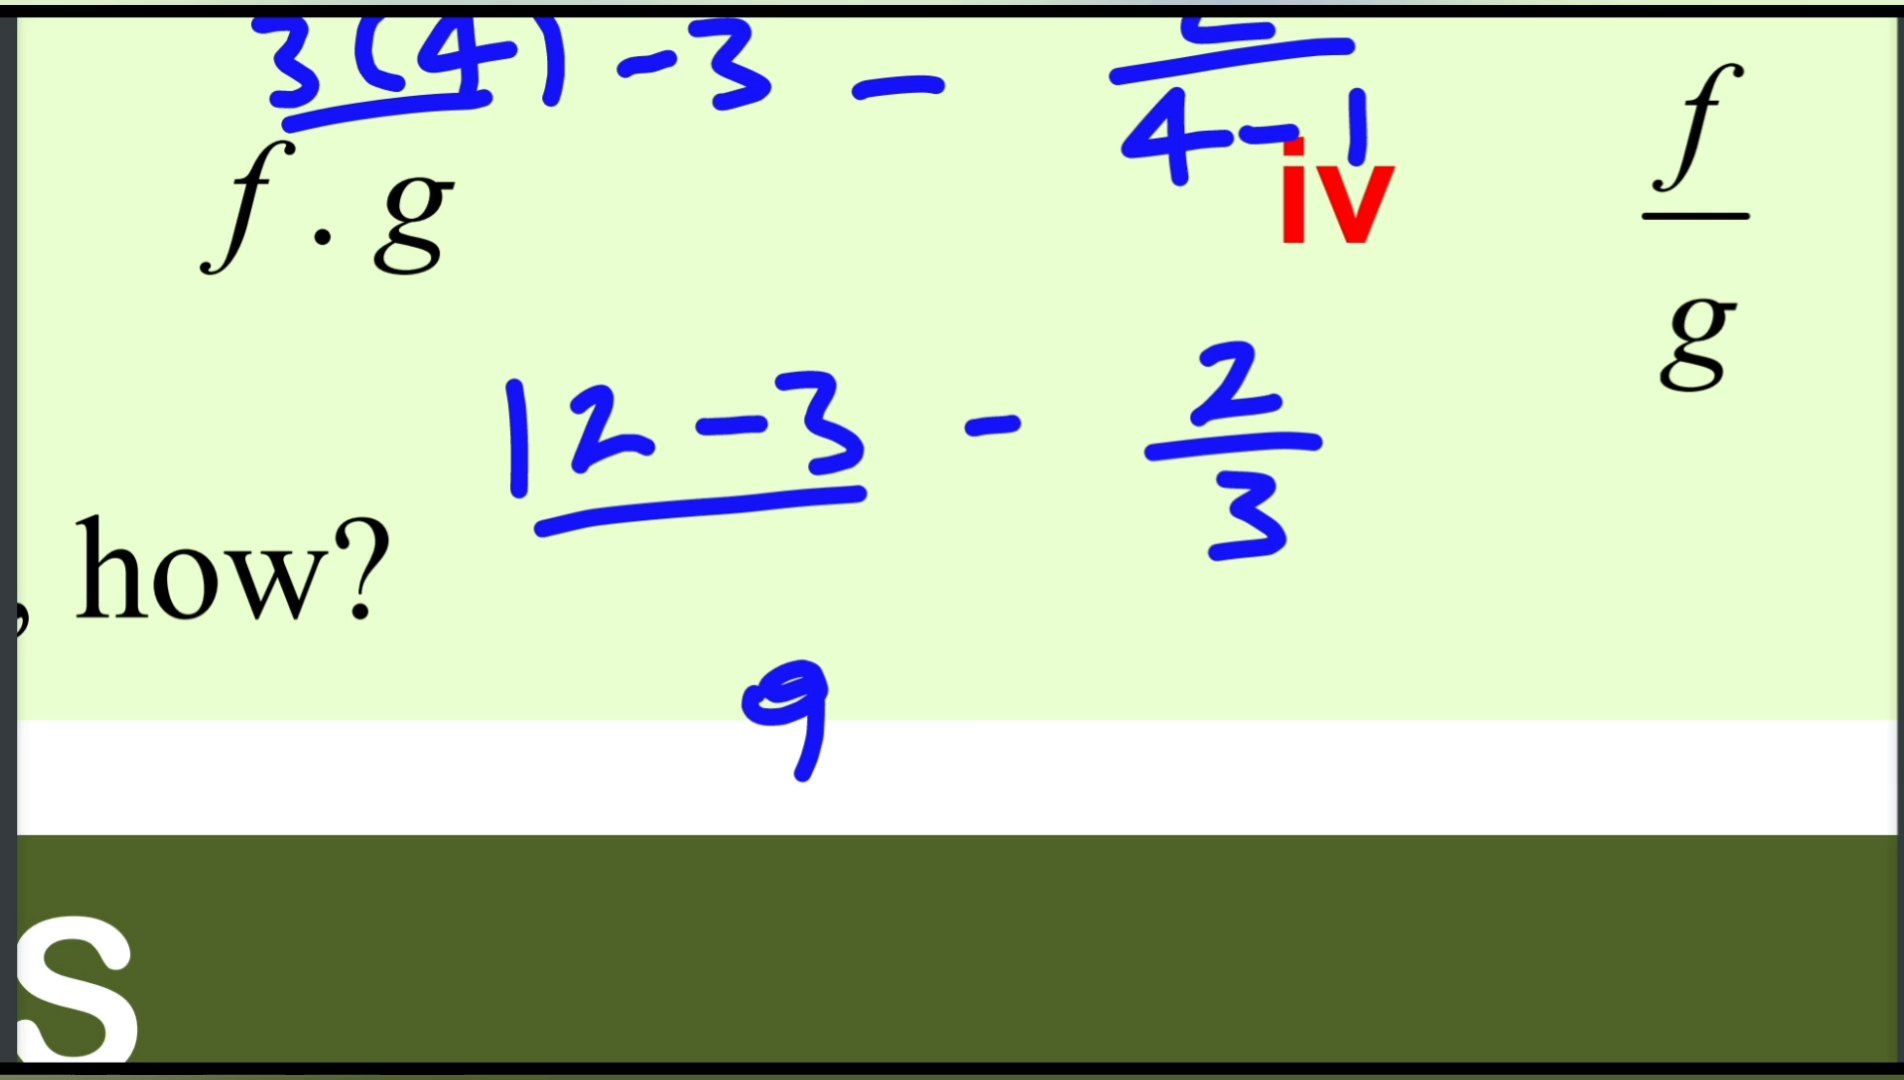 3(4) - 3 - 2/4-1
f . g iv f/g
12 - 3 - 2/3
, how?
9
S